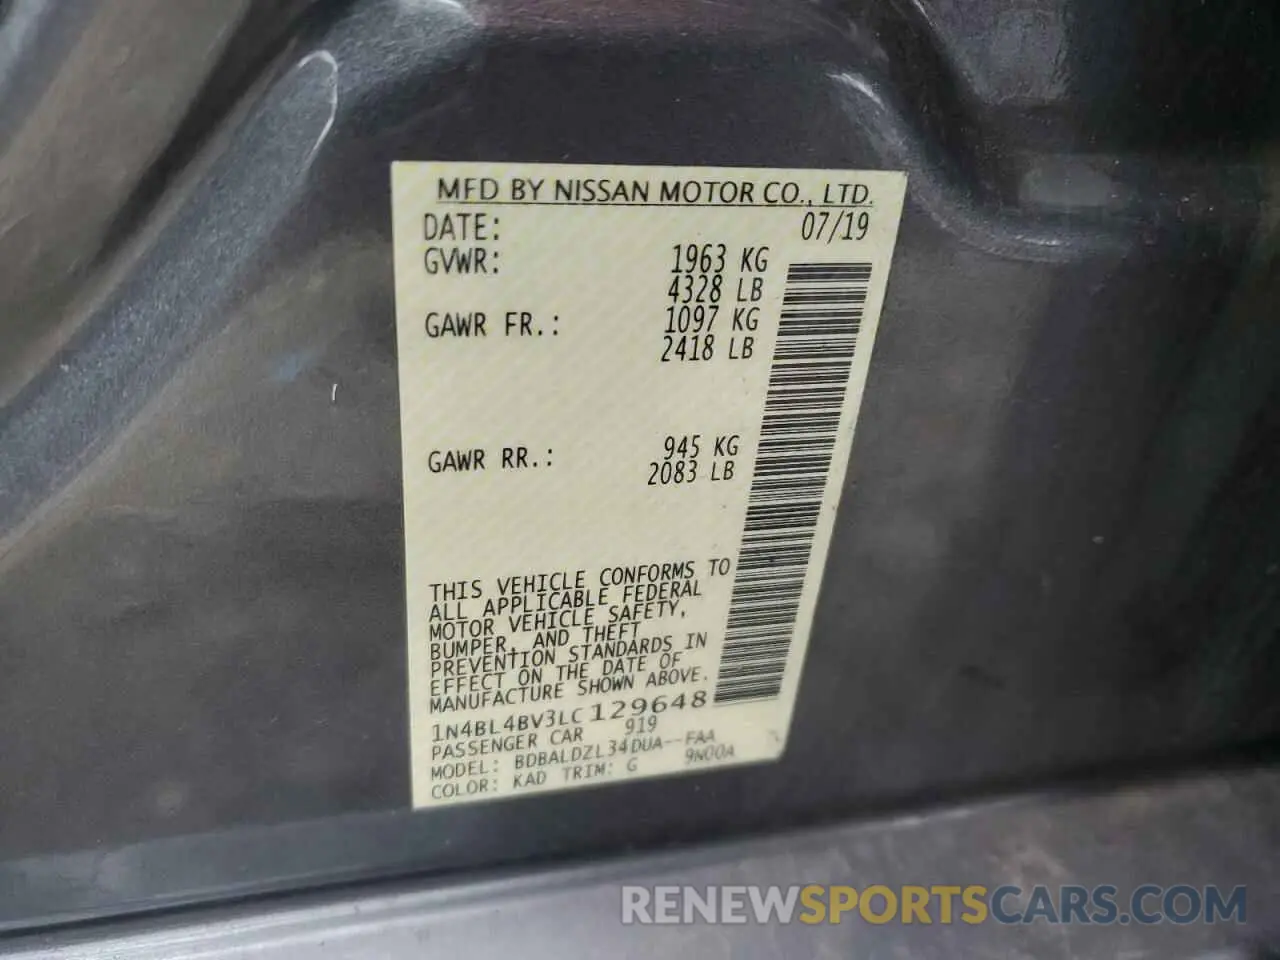 MFD BY NISSAN MOTOR CO., LTD.
DATE: 07/19
GVWR: 1963 KG
4328 LB
GAWR FR.: 1097 KG
2418 LB
GAWR RR.: 945 KG
2083 LB
THIS VEHICLE CONFORMS TO
ALL APPLICABLE FEDERAL
MOTOR VEHICLE SAFETY,
BUMPER, AND THEFT
PREVENTION STANDARDS IN
EFFECT ON THE DATE OF
MANUFACTURE SHOWN ABOVE.
1N4BL4BV3LC129648
PASSENGER CAR 919
MODEL: BDBALDZL34DUA--FAA
COLOR: KAD TRIM: G 9N00A
RENEWSPORTSCARS.COM